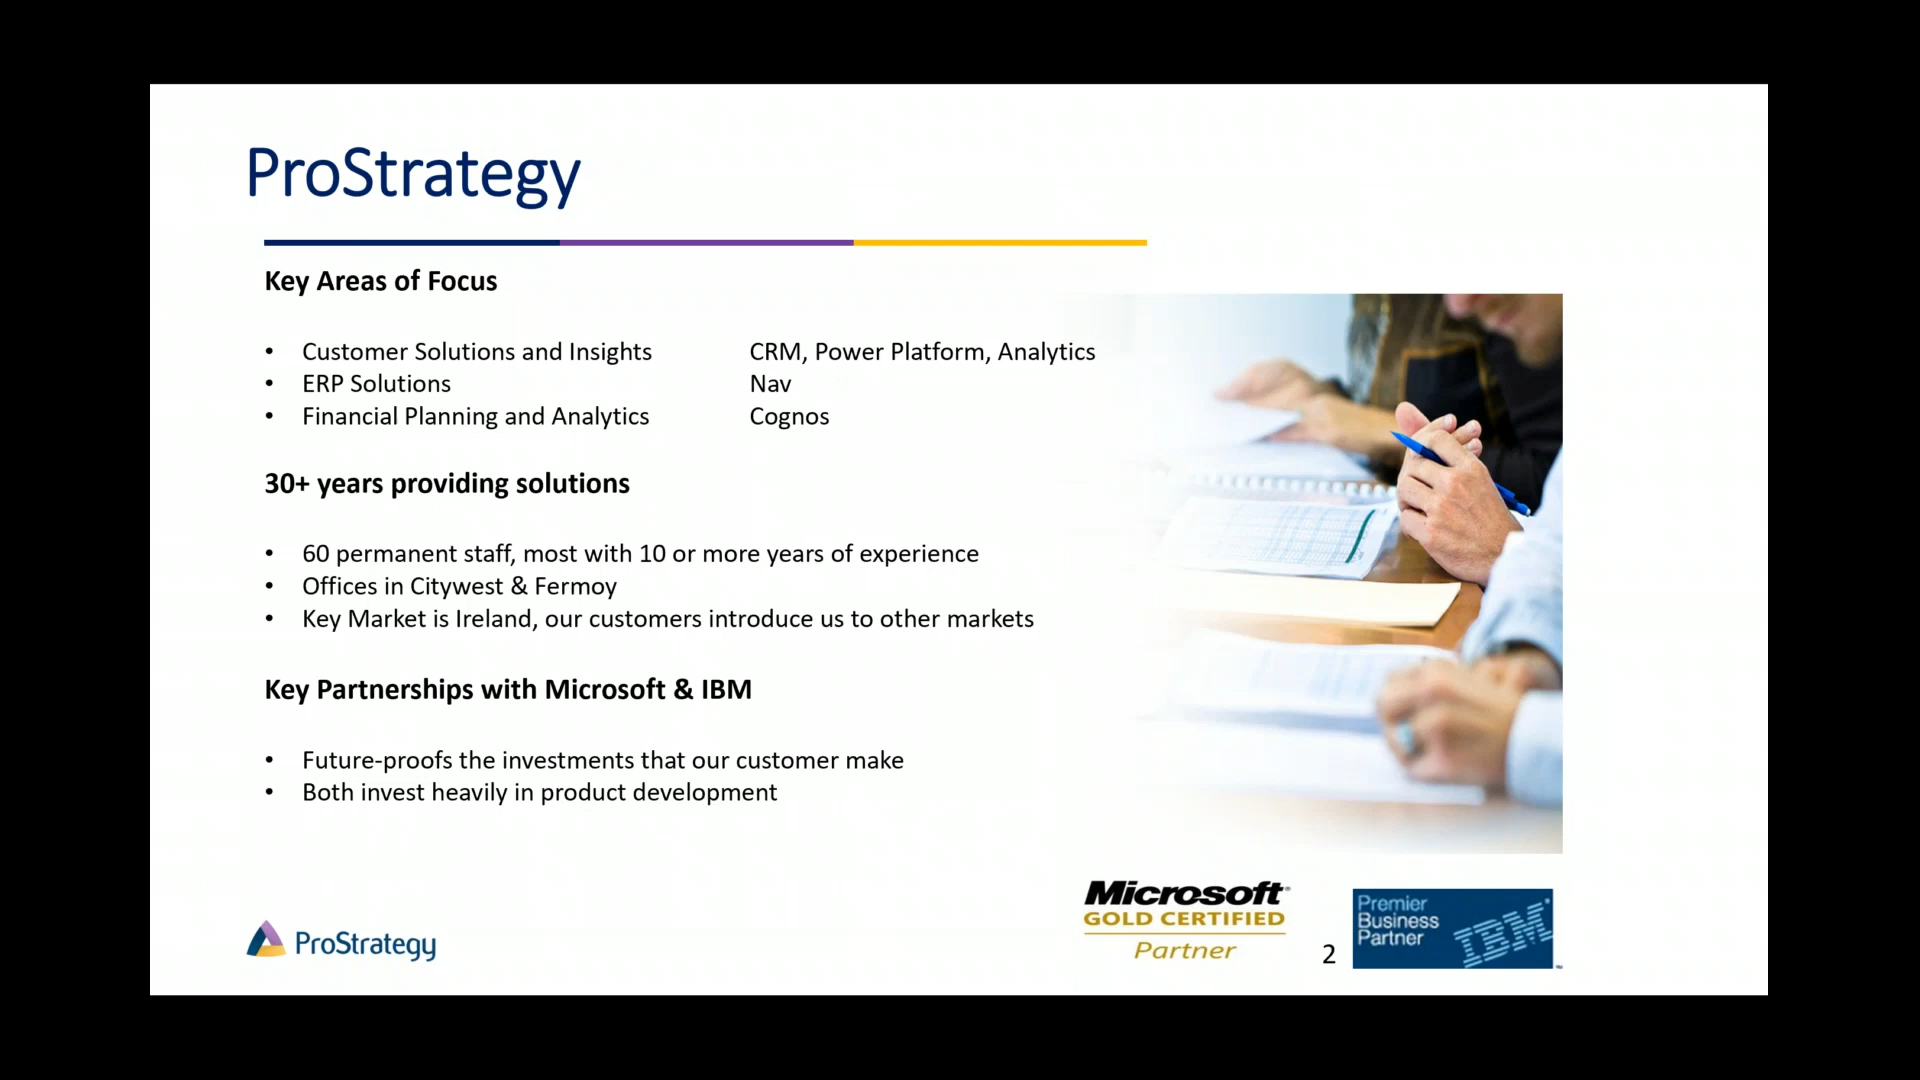 ProStrategy
Key Areas of Focus
• Customer Solutions and Insights CRM, Power Platform, Analytics
• ERP Solutions Nav
• Financial Planning and Analytics Cognos
30+ years providing solutions
• 60 permanent staff, most with 10 or more years of experience
• Offices in Citywest & Fermoy
• Key Market is Ireland, our customers introduce us to other markets
Key Partnerships with Microsoft & IBM
• Future-proofs the investments that our customer make
• Both invest heavily in product development
ProStrategy
Microsoft
GOLD CERTIFIED
Partner
2
Premier
Business
Partner
IBM